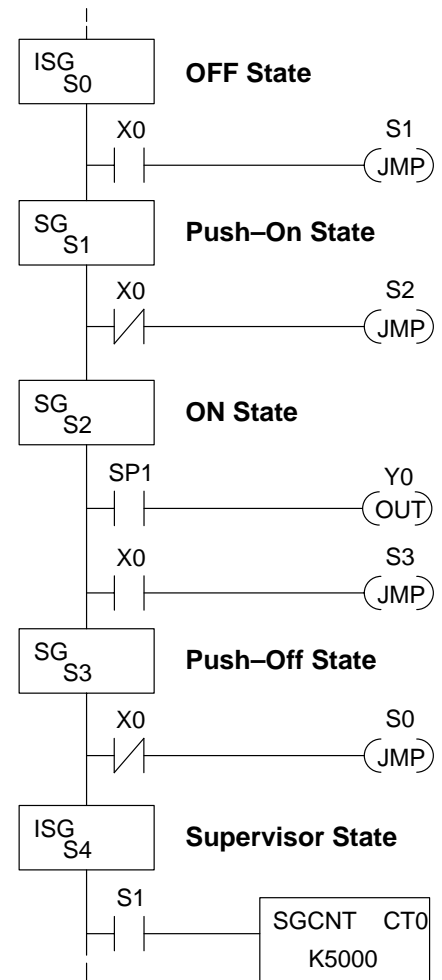 ISG
S0
OFF State
X0
S1
JMP
SG
S1
Push–On State
X0
S2
JMP
SG
S2
ON State
SP1
Y0
OUT
X0
S3
JMP
SG
S3
Push–Off State
X0
S0
JMP
ISG
S4
Supervisor State
S1
SGCNT CT0
K5000